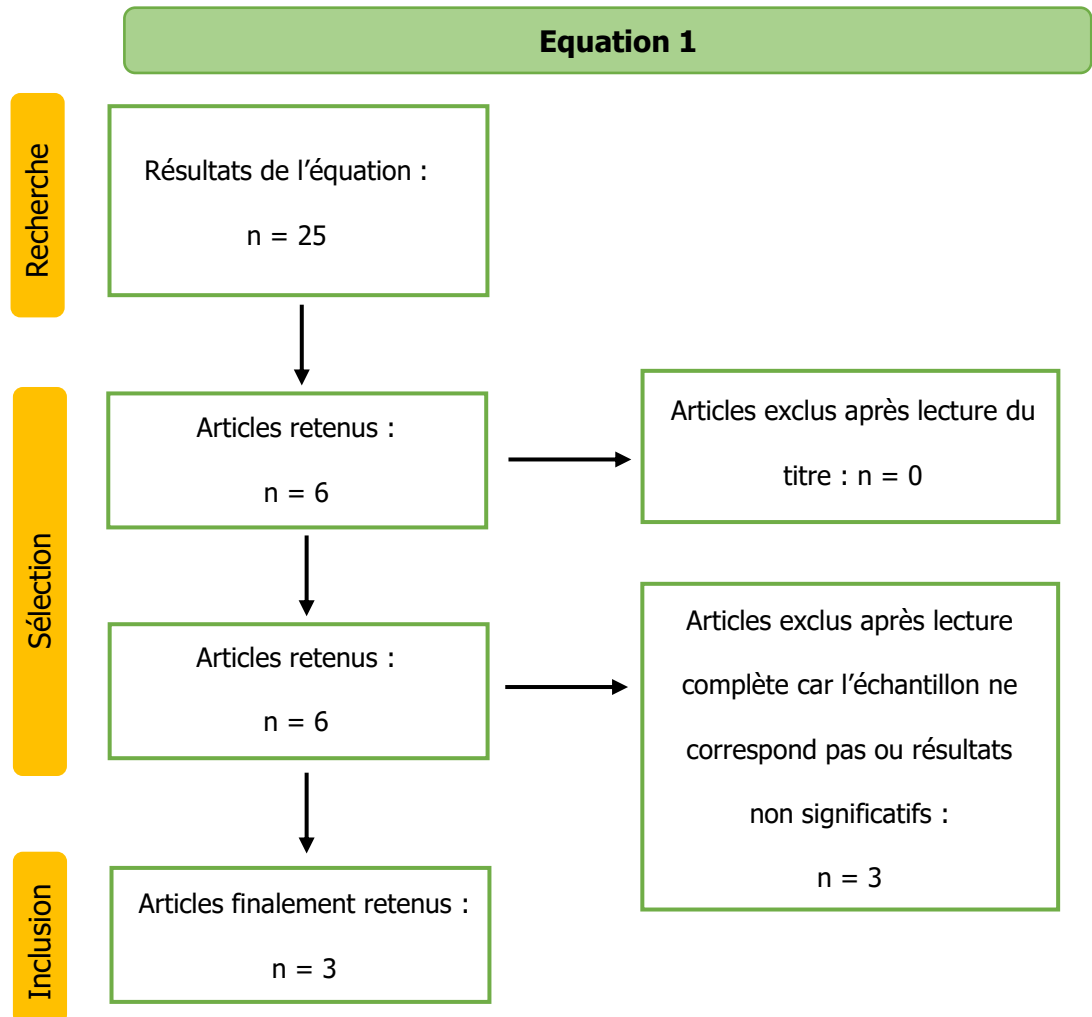 Equation 1
Recherche
Résultats de l’équation :
n = 25
Sélection
Articles retenus :
n = 6
Articles exclus après lecture du
titre : n = 0
Articles retenus :
n = 6
Articles exclus après lecture
complète car l’échantillon ne
correspond pas ou résultats
non significatifs :
n = 3
Inclusion
Articles finalement retenus :
n = 3